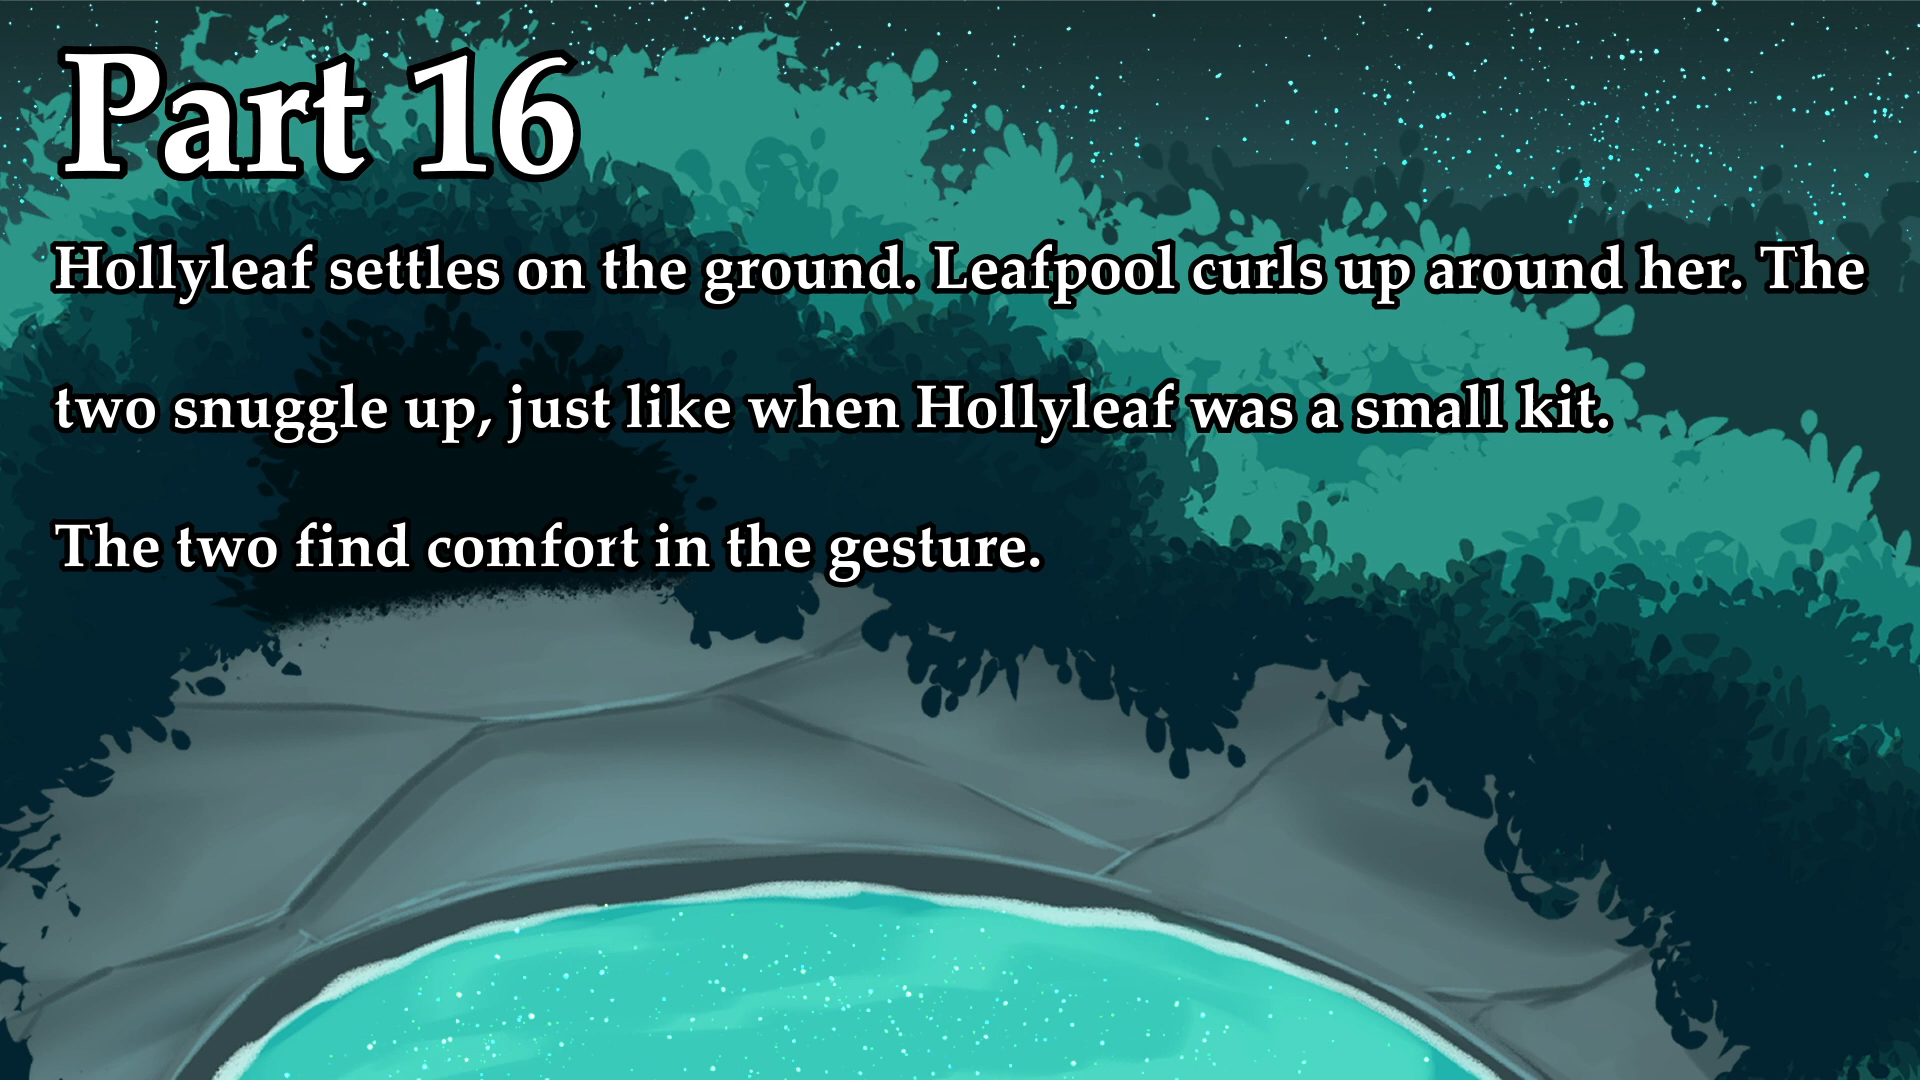 Part 16
Hollyleaf settles on the ground. Leafpool curls up around her. The
two snuggle up, just like when Hollyleaf was a small kit.
The two find comfort in the gesture.